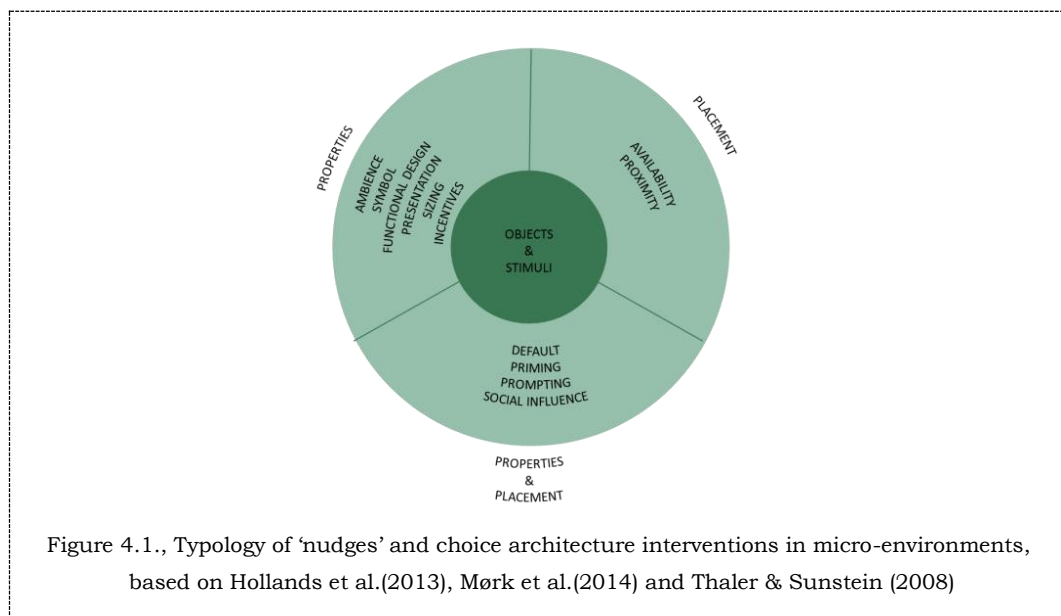 PROPERTIES
AMBIENCE
SYMBOL
FUNCTIONAL DESIGN
PRESENTATION
SIZING
INCENTIVES
PLACEMENT
AVAILABILITY
PROXIMITY
OBJECTS
&
STIMULI
DEFAULT
PRIMING
PROMPTING
SOCIAL INFLUENCE
PROPERTIES
&
PLACEMENT
Figure 4.1., Typology of ‘nudges’ and choice architecture interventions in micro-environments,
based on Hollands et al.(2013), Mørk et al.(2014) and Thaler & Sunstein (2008)